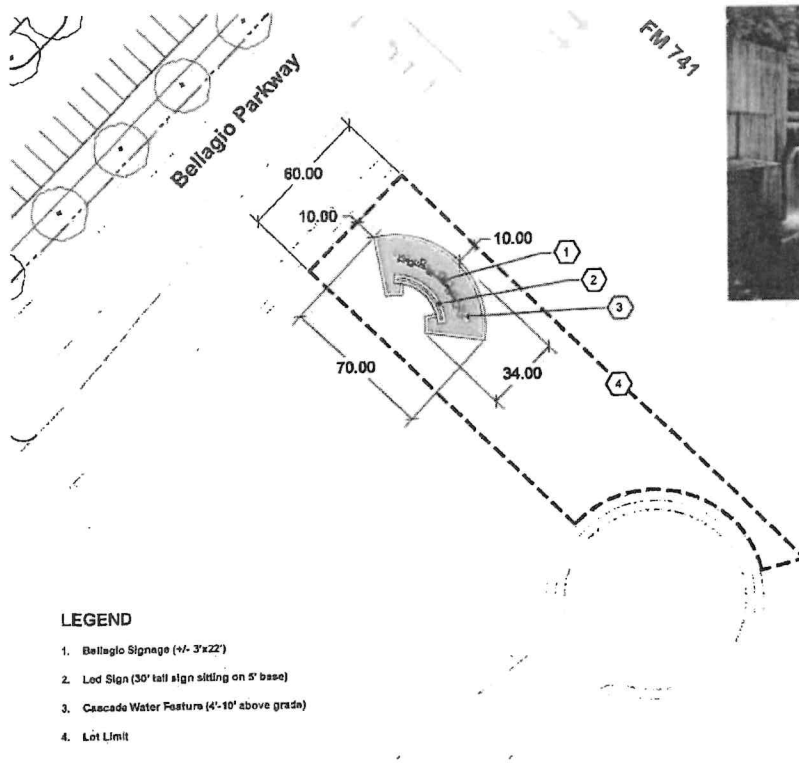 FM 741
Bellagio Parkway
60.00
10.00
10.00
1
2
3
70.00
34.00
4
LEGEND
1. Bellagio Signage (+/- 3'x22')
2. Led Sign (30' tall sign sitting on 5' base)
3. Cascade Water Feature (4'-10' above grade)
4. Lot Limit